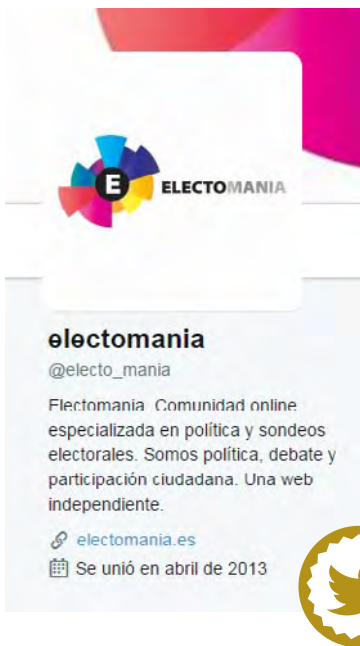 E ELECTOMANIA
electomania
@electo_mania
Electomania. Comunidad online
especializada en política y sondeos
electorales. Somos política, debate y
participación ciudadana. Una web
independiente.
electomania.es
Se unió en abril de 2013